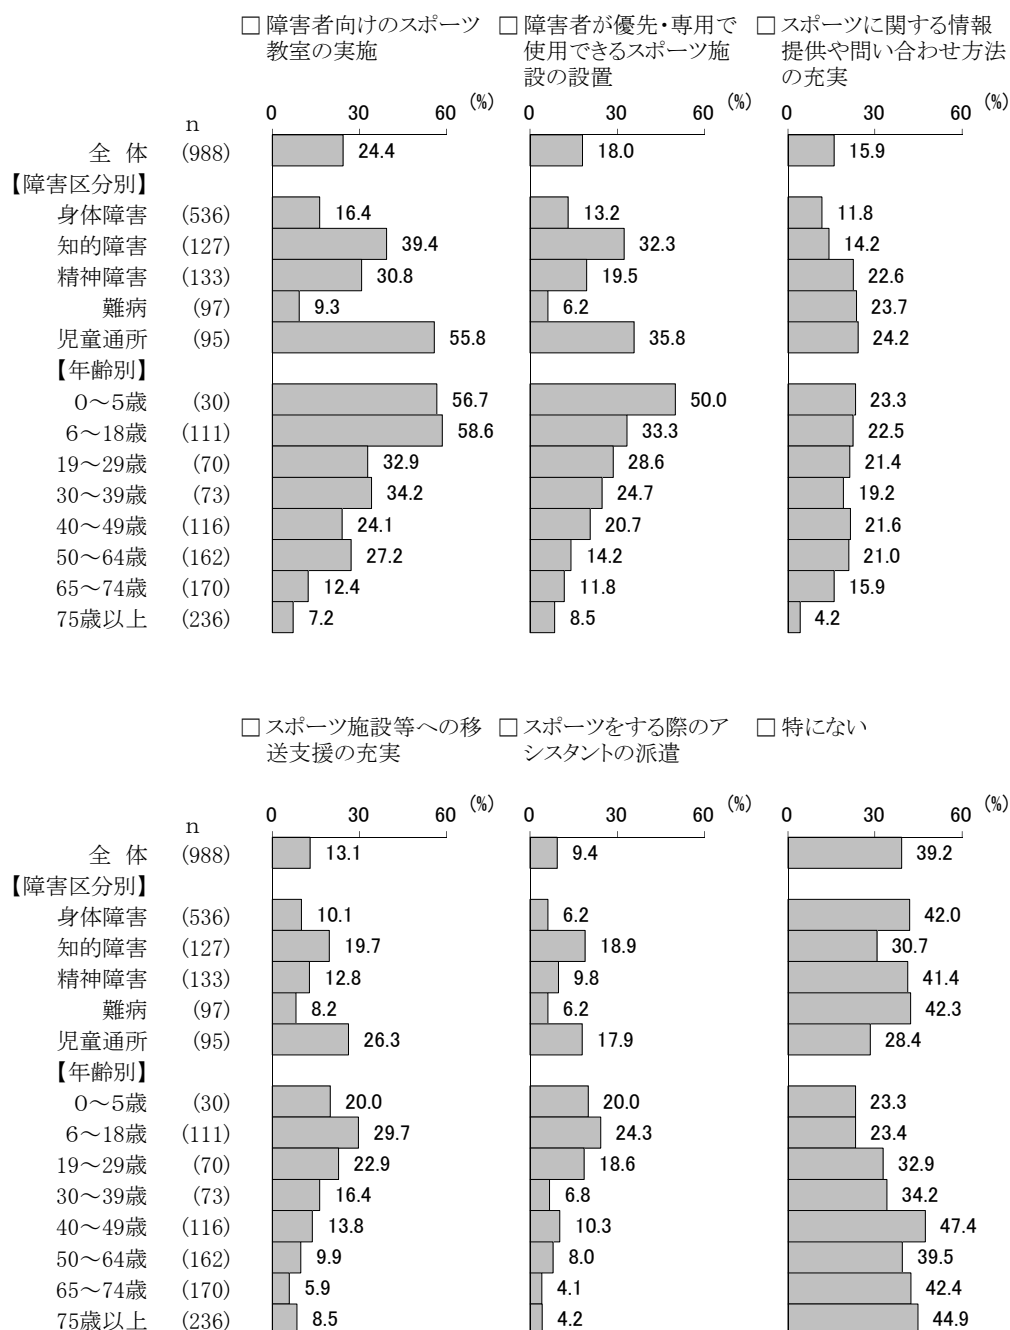 □ 障害者向けのスポーツ教室の実施
□ 障害者が優先・専用で使用できるスポーツ施設の設置
□ スポーツに関する情報提供や問い合わせ方法の充実
0 30 60 (%) 0 30 60 (%) 0 30 60 (%)
n
全 体 (988) 24.4 18.0 15.9
【障害区分別】
身体障害 (536) 16.4 13.2 11.8
知的障害 (127) 39.4 32.3 14.2
精神障害 (133) 30.8 19.5 22.6
難病 (97) 9.3 6.2 23.7
児童通所 (95) 55.8 35.8 24.2
【年齢別】
0～5歳 (30) 56.7 50.0 23.3
6～18歳 (111) 58.6 33.3 22.5
19～29歳 (70) 32.9 28.6 21.4
30～39歳 (73) 34.2 24.7 19.2
40～49歳 (116) 24.1 20.7 21.6
50～64歳 (162) 27.2 14.2 21.0
65～74歳 (170) 12.4 11.8 15.9
75歳以上 (236) 7.2 8.5 4.2
□ スポーツ施設等への移送支援の充実
□ スポーツをする際のアシスタントの派遣
□ 特にない
0 30 60 (%) 0 30 60 (%) 0 30 60 (%)
n
全 体 (988) 13.1 9.4 39.2
【障害区分別】
身体障害 (536) 10.1 6.2 42.0
知的障害 (127) 19.7 18.9 30.7
精神障害 (133) 12.8 9.8 41.4
難病 (97) 8.2 6.2 42.3
児童通所 (95) 26.3 17.9 28.4
【年齢別】
0～5歳 (30) 20.0 20.0 23.3
6～18歳 (111) 29.7 24.3 23.4
19～29歳 (70) 22.9 18.6 32.9
30～39歳 (73) 16.4 6.8 34.2
40～49歳 (116) 13.8 10.3 47.4
50～64歳 (162) 9.9 8.0 39.5
65～74歳 (170) 5.9 4.1 42.4
75歳以上 (236) 8.5 4.2 44.9